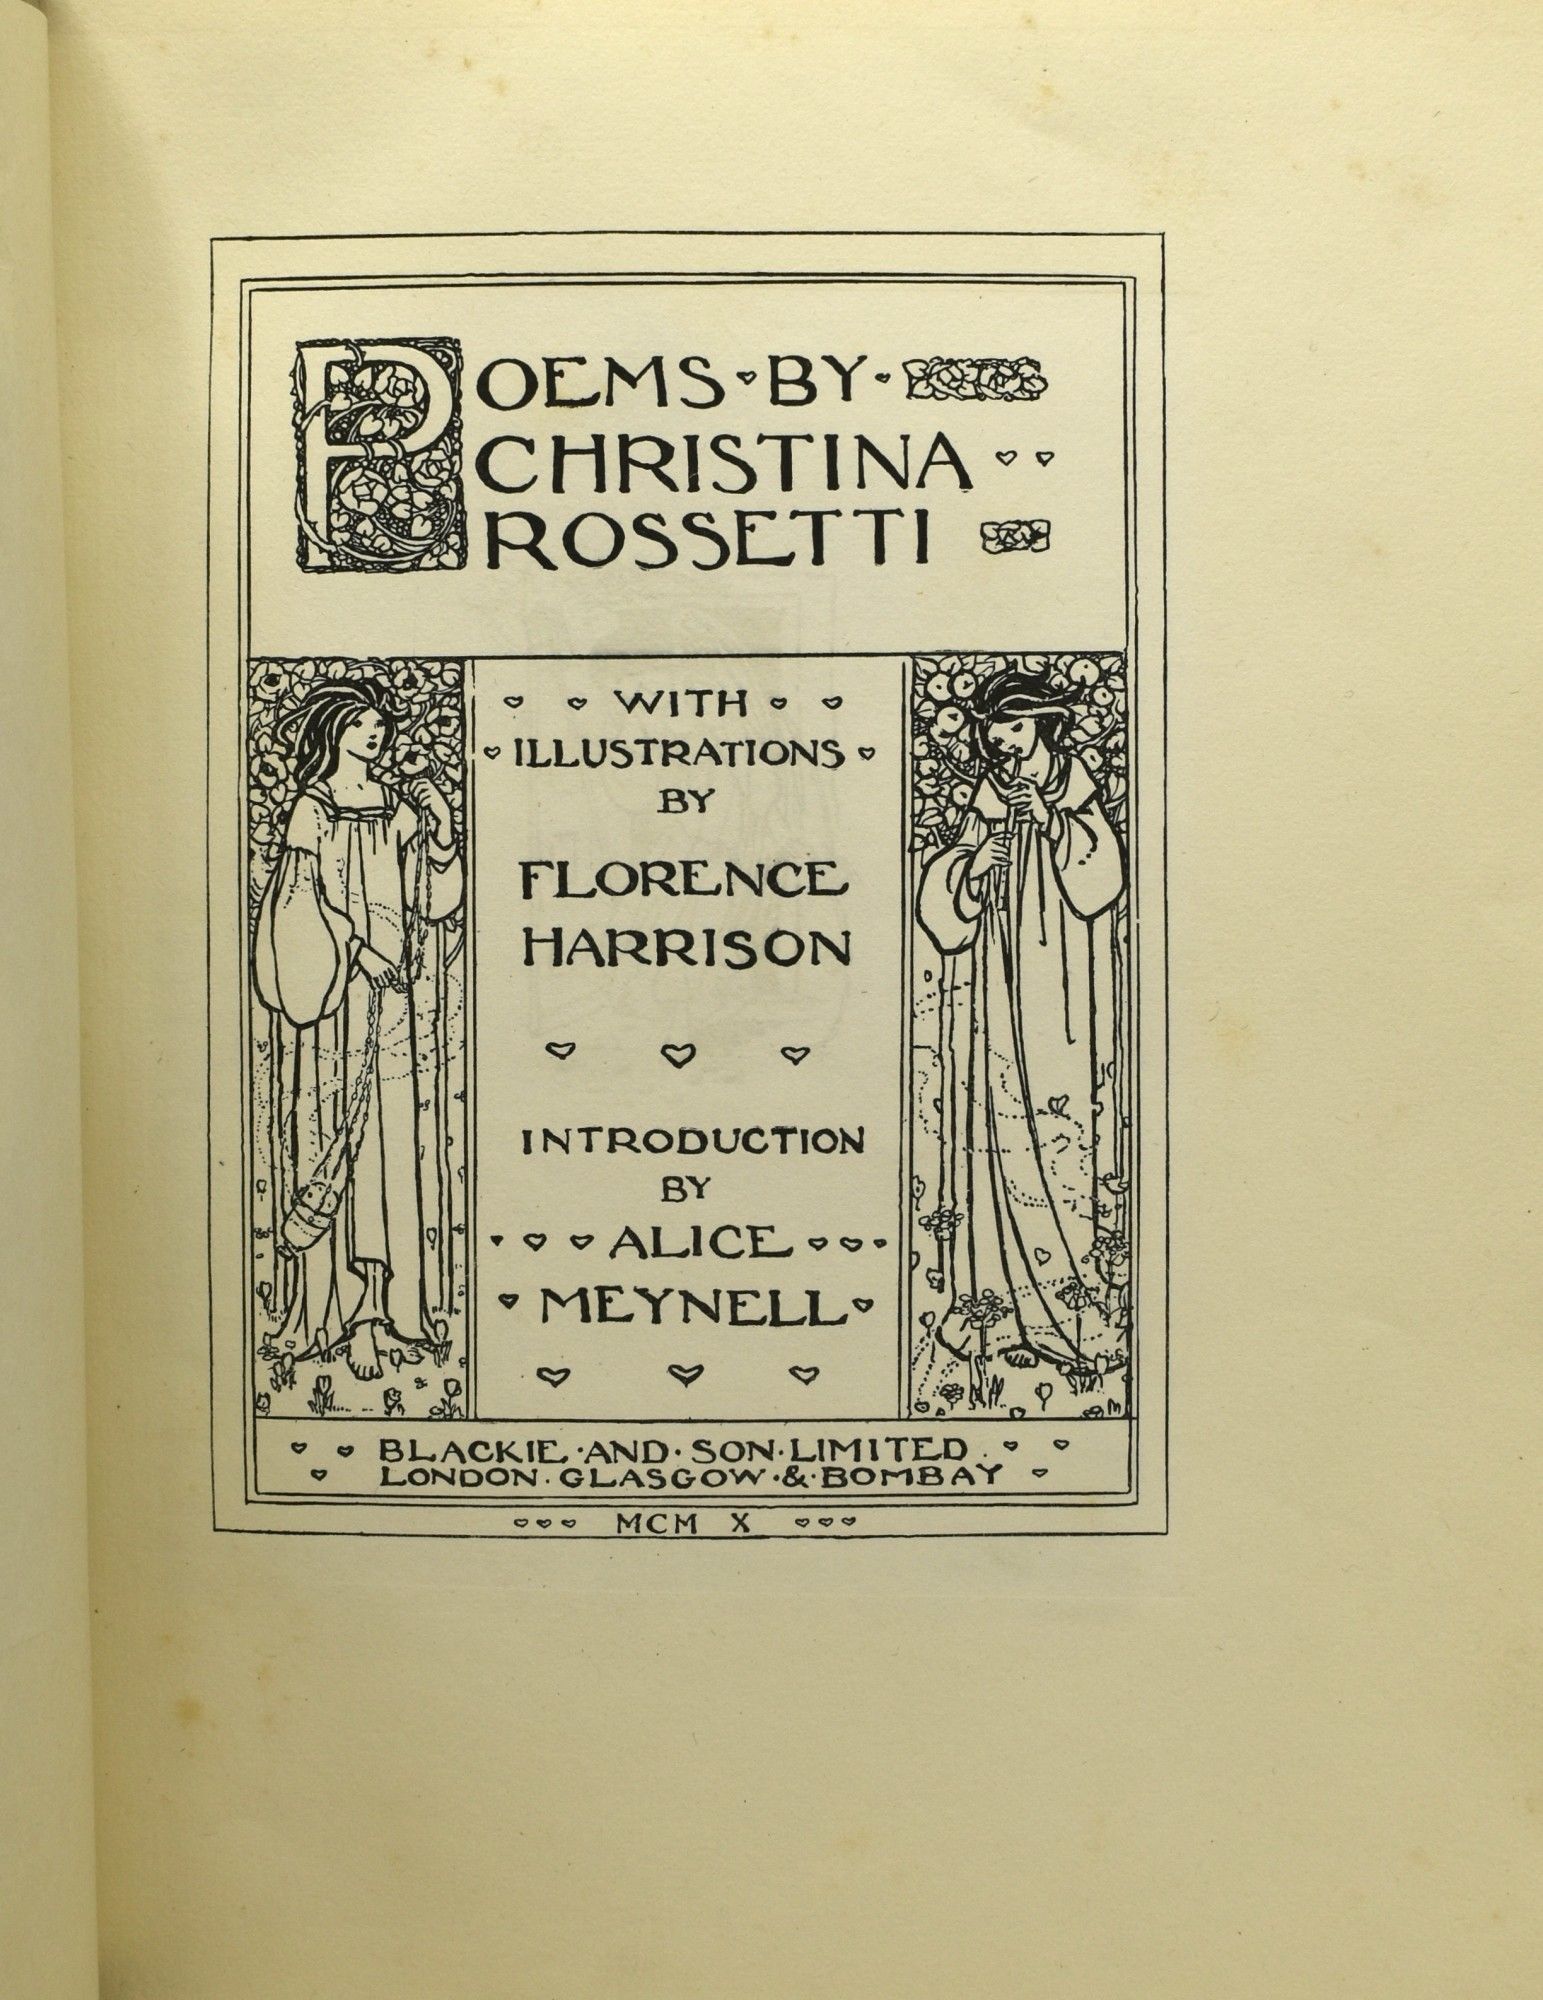 POEMS · BY ·
CHRISTINA
ROSSETTI
WITH
ILLUSTRATIONS
BY
FLORENCE
HARRISON
INTRODUCTION
BY
ALICE
MEYNELL
BLACKIE · AND · SON · LIMITED .
LONDON · GLASGOW · & · BOMBAY
MCM X